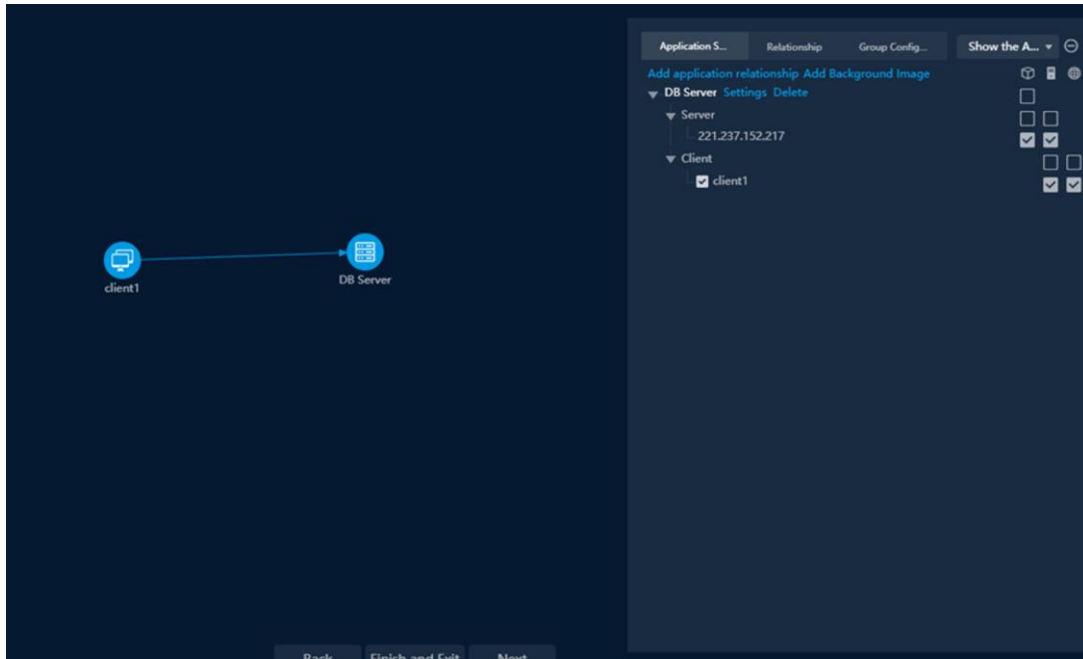 Application S... Relationship Group Config... Show the A...
Add application relationship Add Background Image
DB Server Settings Delete
Server
221.237.152.217
Client
client1
client1
DB Server
Back Finish and Exit Next